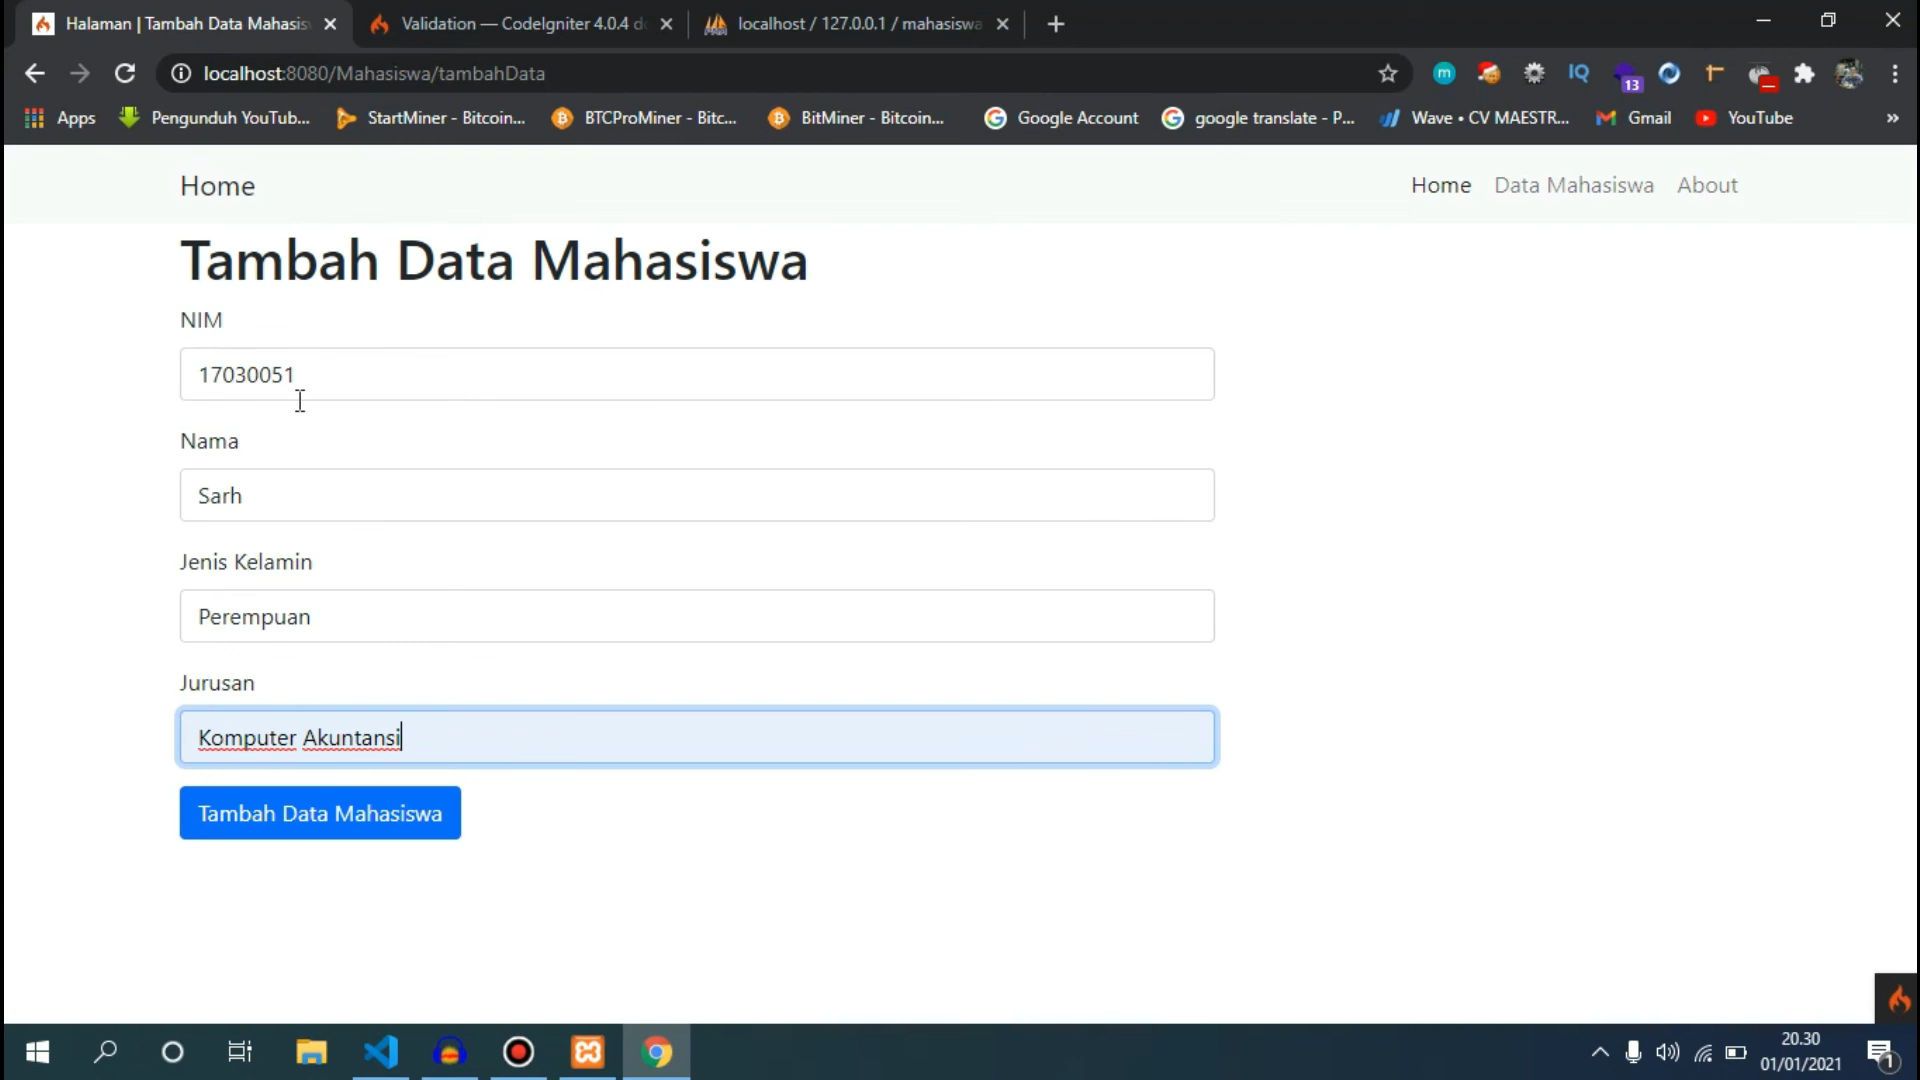 Halaman | Tambah Data Mahasis
Validation — CodeIgniter 4.0.4 d
localhost / 127.0.0.1 / mahasiswa
localhost:8080/Mahasiswa/tambahData
m
IQ
13
Apps
Pengunduh YouTub...
StartMiner - Bitcoin...
BTCProMiner - Bitc...
BitMiner - Bitcoin...
Google Account
google translate - P...
Wave • CV MAESTR...
Gmail
YouTube
»
Home
Home
Data Mahasiswa
About
Tambah Data Mahasiswa
NIM
17030051
Nama
Sarh
Jenis Kelamin
Perempuan
Jurusan
Komputer Akuntansi
Tambah Data Mahasiswa
20.30
01/01/2021
1